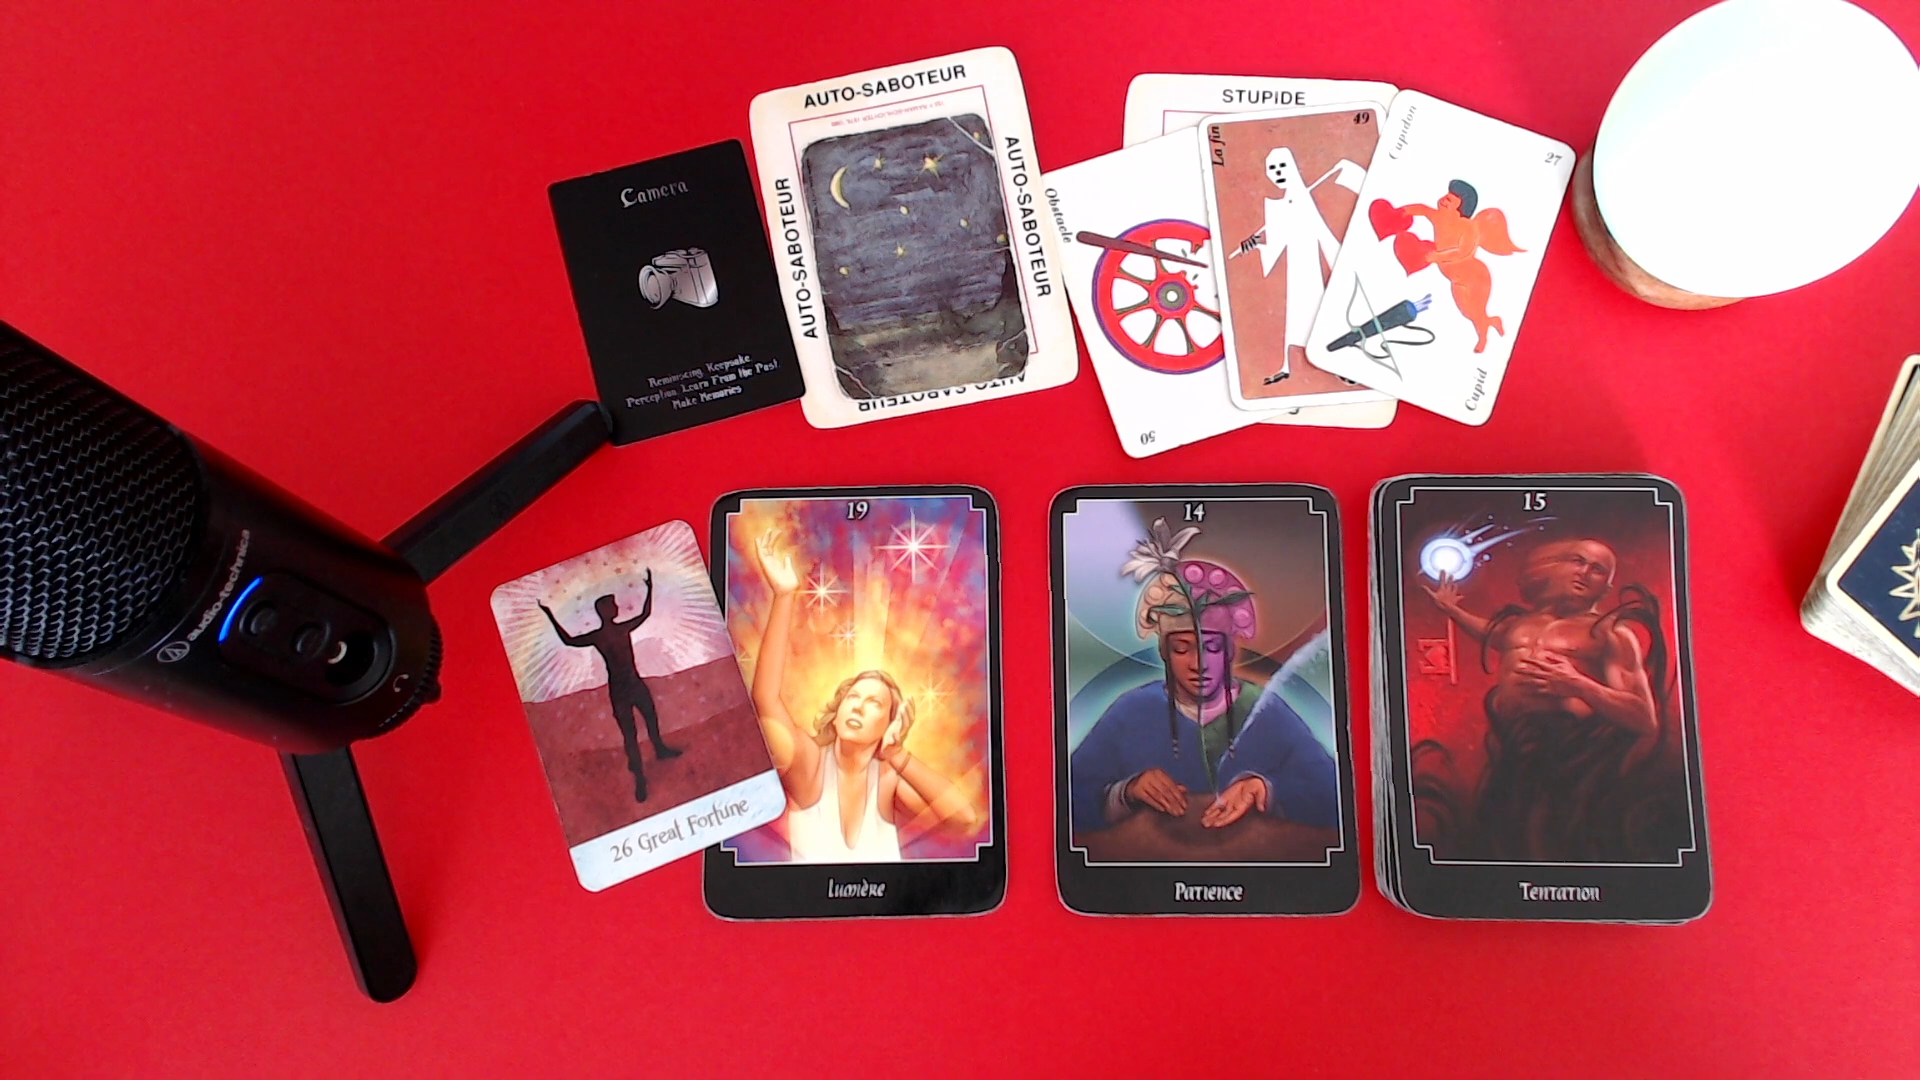 Camera
Reminiscing Keepsake
Perception Learn From the Past
Make Memories
AUTO-SABOTEUR
AUTO-SABOTEUR
AUTO-SABOTEUR
AUTO-SABOTEUR
STUPIDE
Obstacle
50
La fin
49
Cupidon
27
Cupid
audio-technica
26 Great Fortune
19
Lumière
14
Patience
15
Tentation